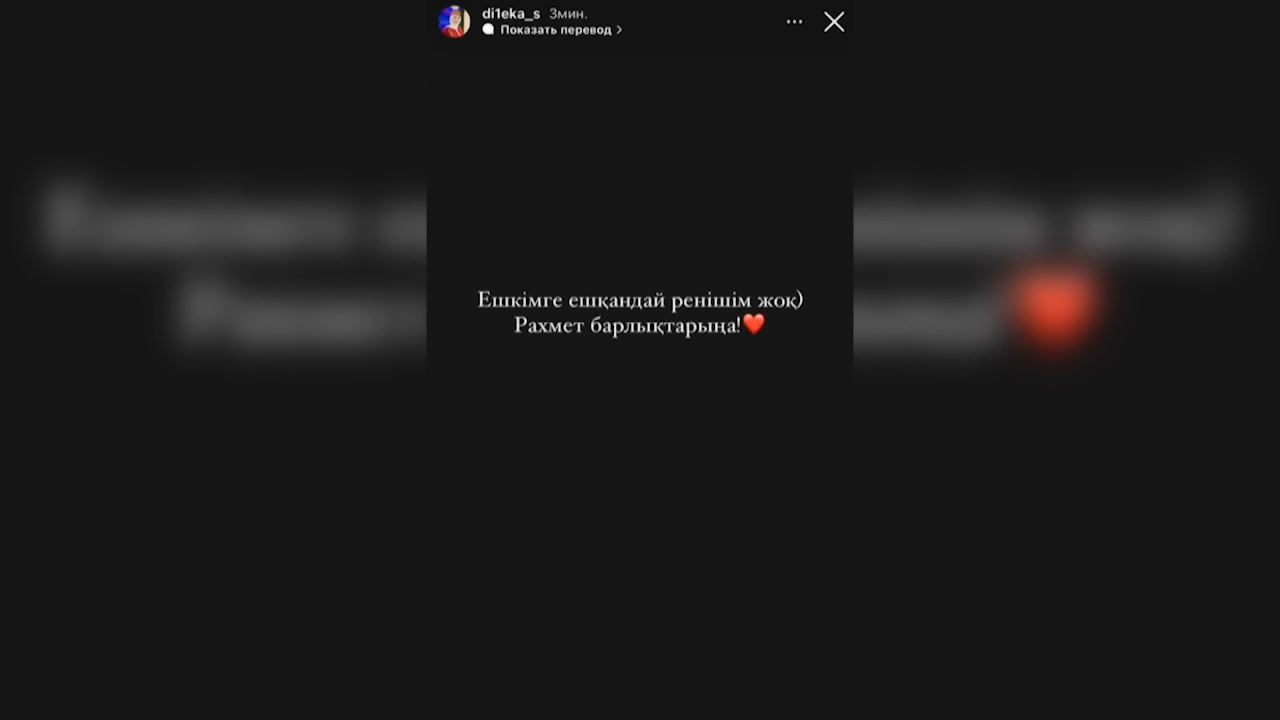 di1eka_s 3мин.
Показать перевод
Ешкімге ешқандай ренішім жоқ)
Рахмет барлықтарыңа!❤️